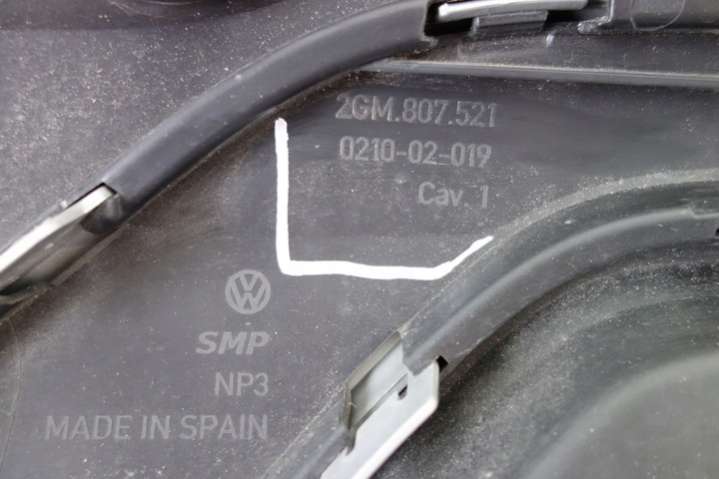 2GM.807.521
0210-02-019
Cav. 1
SMP
NP3
MADE IN SPAIN